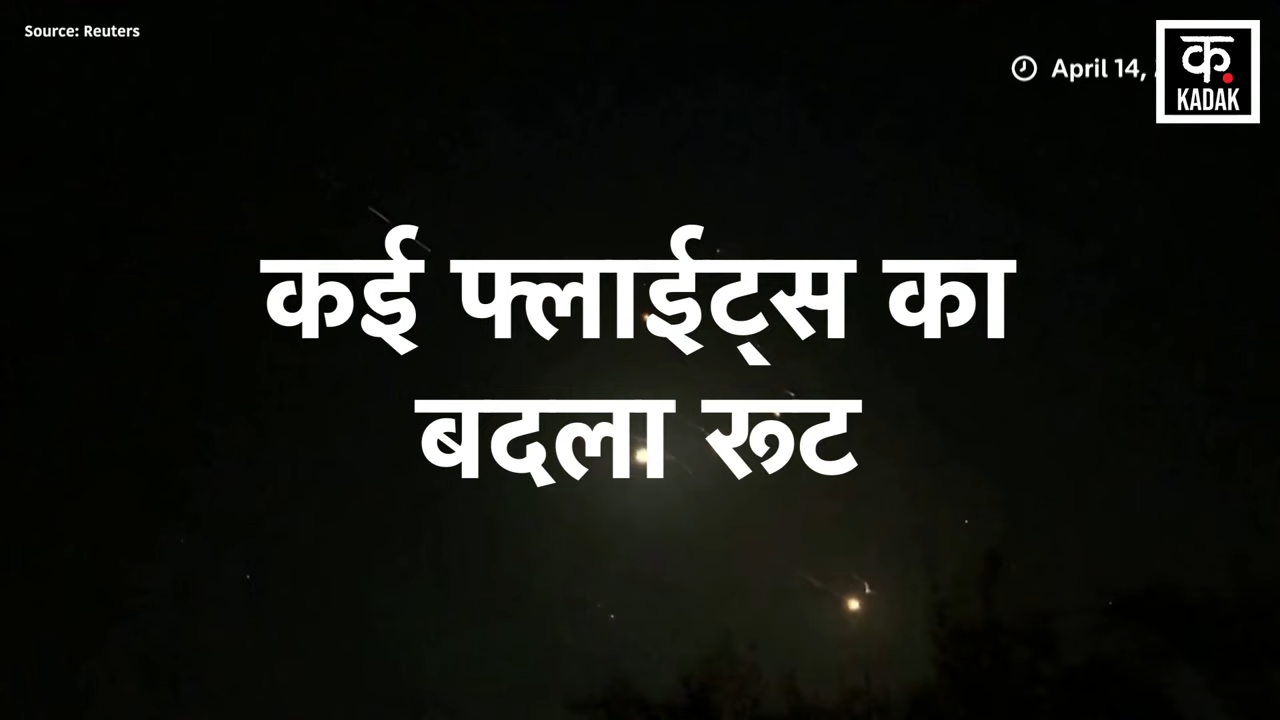 Source: Reuters
April 14,
क.
KADAK
कई फ्लाईट्स का
बदला रूट